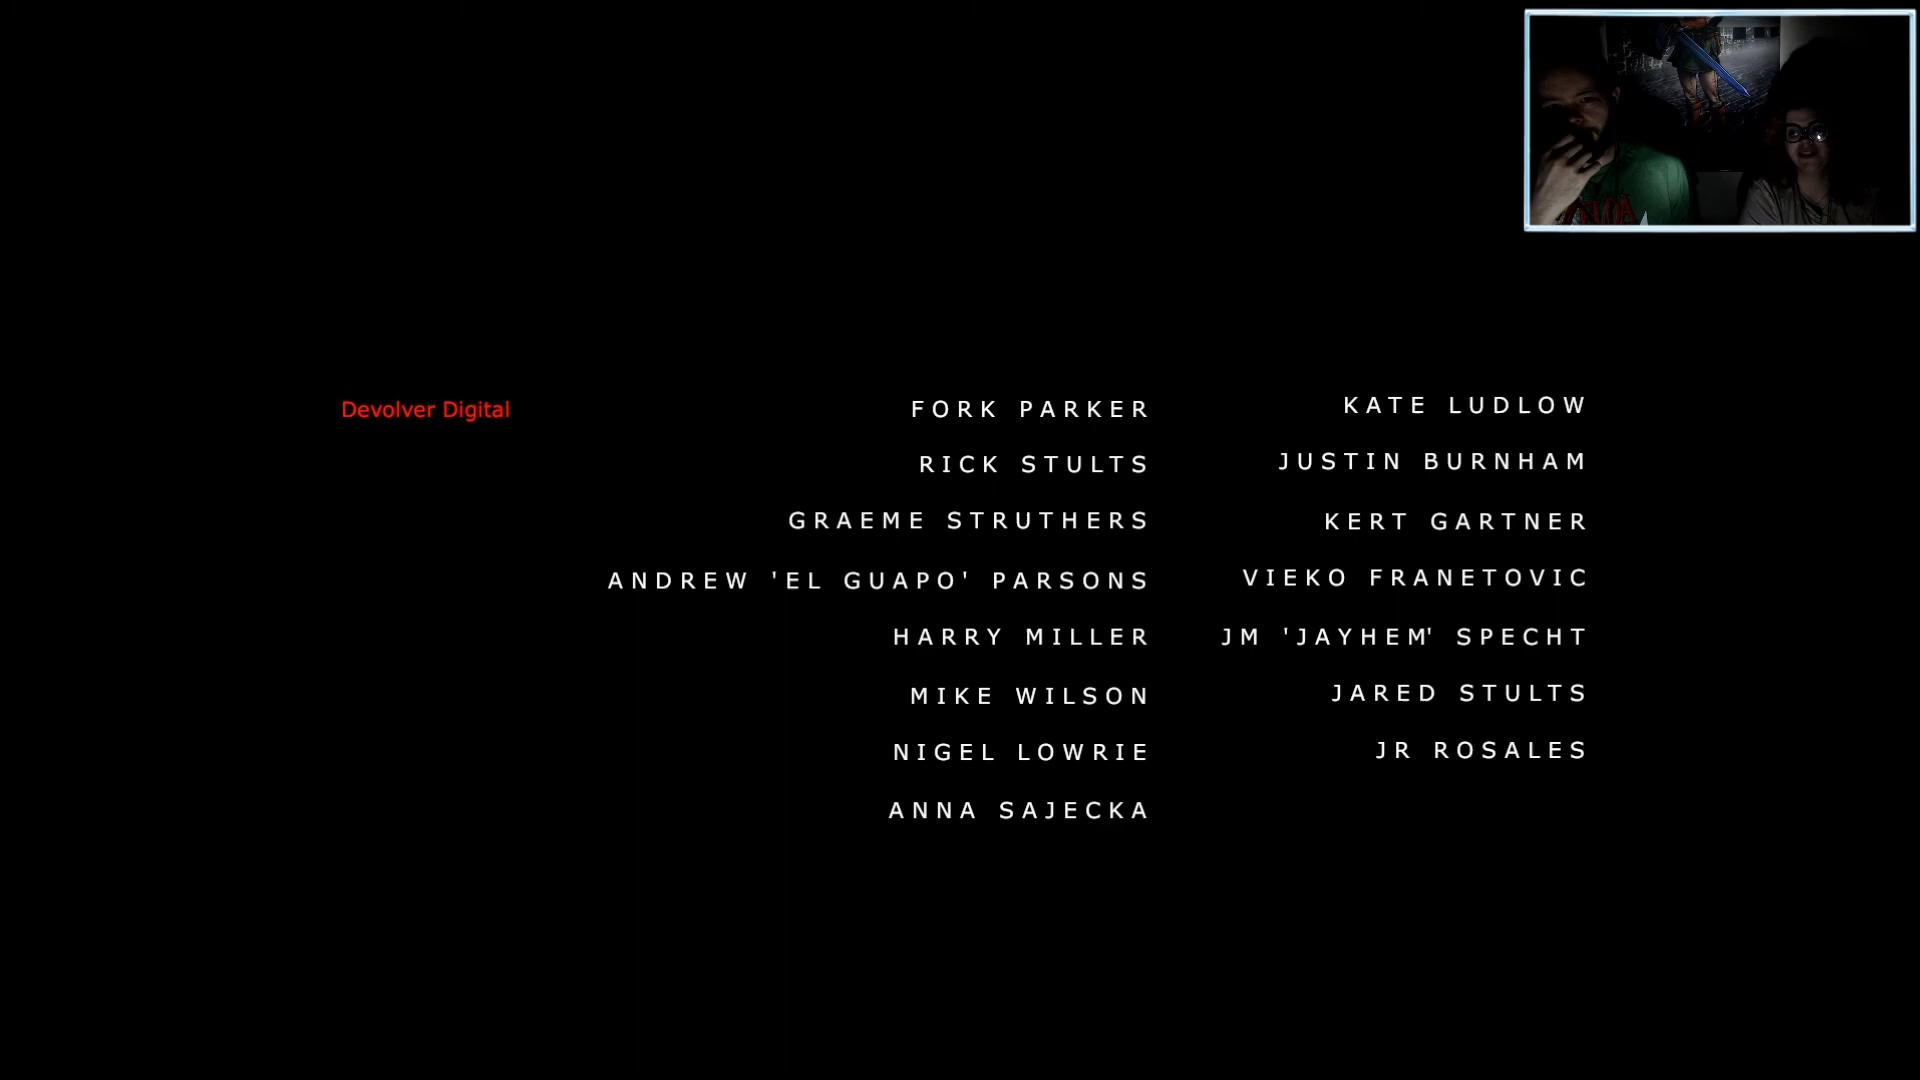 Devolver Digital
FORK PARKER
RICK STULTS
GRAEME STRUTHERS
ANDREW 'EL GUAPO' PARSONS
HARRY MILLER
MIKE WILSON
NIGEL LOWRIE
ANNA SAJECKA
KATE LUDLOW
JUSTIN BURNHAM
KERT GARTNER
VIEKO FRANETOVIC
JM 'JAYHEM' SPECHT
JARED STULTS
JR ROSALES